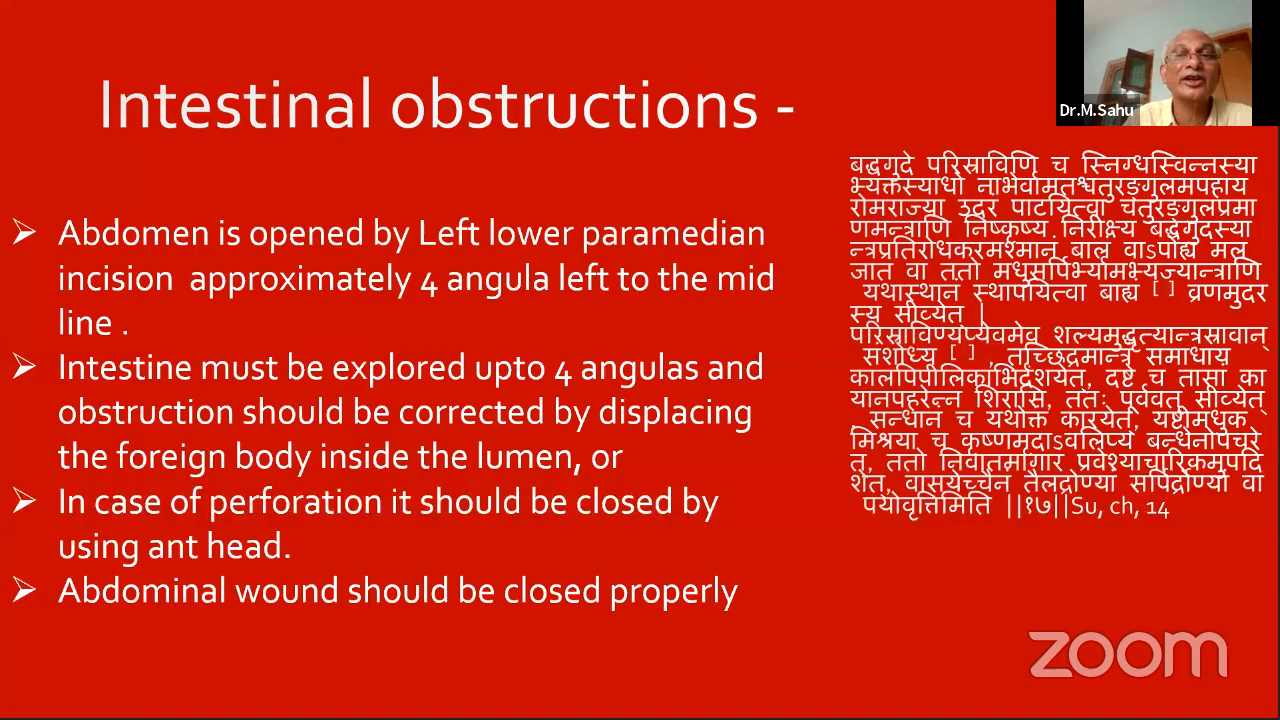 Dr.M.Sahu
Intestinal obstructions -
➢ Abdomen is opened by Left lower paramedian
incision approximately 4 angula left to the mid
line .
➢ Intestine must be explored upto 4 angulas and
obstruction should be corrected by displacing
the foreign body inside the lumen, or
➢ In case of perforation it should be closed by
using ant head.
➢ Abdominal wound should be closed properly
बद्धगुदे परिस्राविणि च स्निग्धस्विन्नस्या
भ्यक्तस्याधो नाभेर्वामतश्चतुरङ्गुलमपहाय
रोमराज्या उदरं पाटयित्वा चतुरङ्गुलप्रमा
णमन्त्राणि निष्कृष्य निरीक्ष्य बद्धगुदस्या
न्त्रप्रतिरोधकरमश्मानं बालं वाऽपोह्य मल
जातं वा ततो मधुसर्पिर्भ्यामभ्यज्यान्त्राणि
यथास्थानं स्थापयित्वा बाह्यं [ ] व्रणमुदर
स्य सीव्येत् |
परिस्राविण्यप्येवमेव शल्यमुद्धृत्यान्त्रस्रावान्
संशोध्य [ ] , तच्छिद्रमान्त्रं समाधाय
कालपिपीलिकाभिर्दंशयेत्, दष्टे च तासां का
यानपहरेन्न शिरांसि, ततः पूर्ववत् सीव्येत्
, सन्धानं च यथोक्तं कारयेत्, यष्टीमधुक
मिश्रया च कृष्णमृदाऽवलिप्य बन्धेनोपचरे
त्, ततो निवातमागारं प्रवेश्याचारिकमुपदि
शेत्, वासयेच्चैनं तैलद्रोण्यां सर्पिर्द्रोण्यां वा
पयोवृत्तिमिति ||१७||Su, ch, 14
zoom